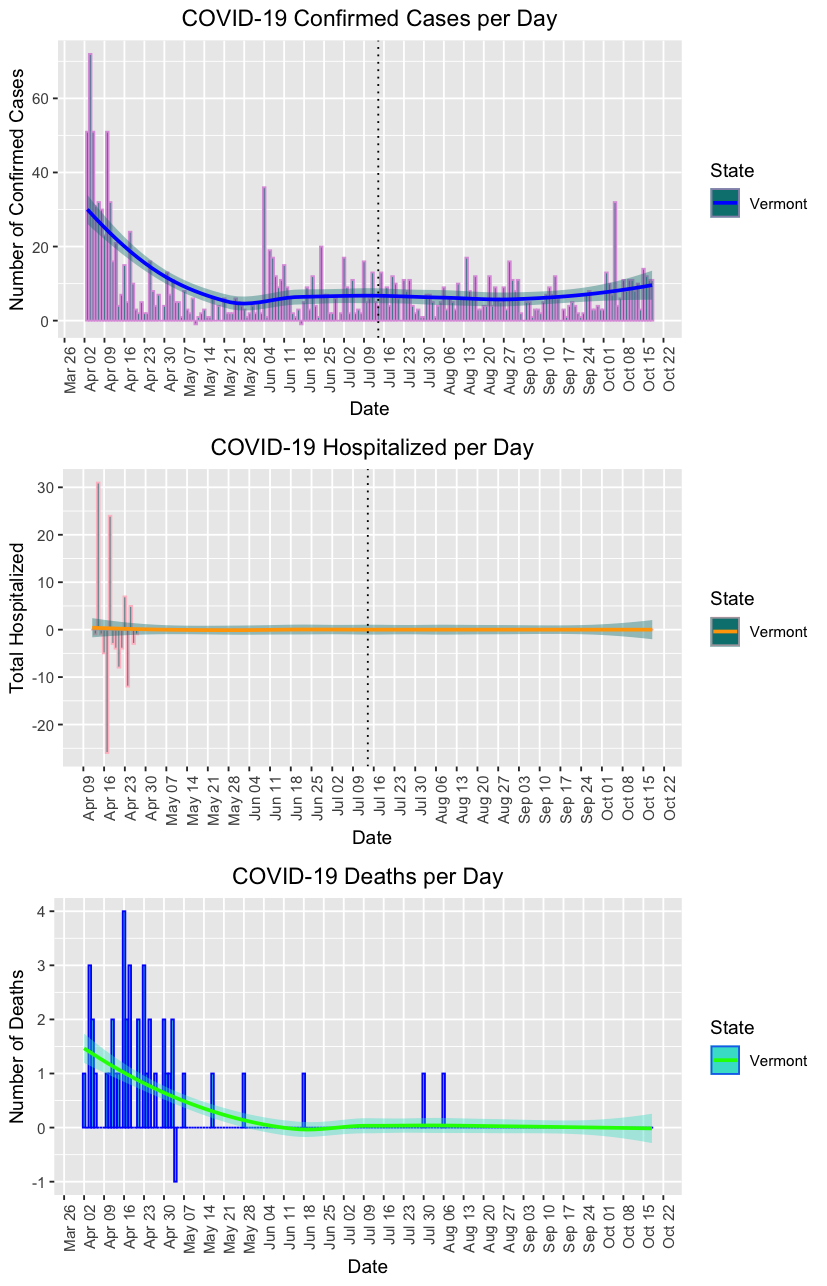 COVID-19 Confirmed Cases per Day
Number of Confirmed Cases
60
40
20
0
Mar 26
Apr 02
Apr 09
Apr 16
Apr 23
Apr 30
May 07
May 14
May 21
May 28
Jun 04
Jun 11
Jun 18
Jun 25
Jul 02
Jul 09
Jul 16
Jul 23
Jul 30
Aug 06
Aug 13
Aug 20
Aug 27
Sep 03
Sep 10
Sep 17
Sep 24
Oct 01
Oct 08
Oct 15
Oct 22
Date
State
Vermont
COVID-19 Hospitalized per Day
Total Hospitalized
30
20
10
0
-10
-20
Apr 09
Apr 16
Apr 23
Apr 30
May 07
May 14
May 21
May 28
Jun 04
Jun 11
Jun 18
Jun 25
Jul 02
Jul 09
Jul 16
Jul 23
Jul 30
Aug 06
Aug 13
Aug 20
Aug 27
Sep 03
Sep 10
Sep 17
Sep 24
Oct 01
Oct 08
Oct 15
Oct 22
Date
State
Vermont
COVID-19 Deaths per Day
Number of Deaths
4
3
2
1
0
-1
Mar 26
Apr 02
Apr 09
Apr 16
Apr 23
Apr 30
May 07
May 14
May 21
May 28
Jun 04
Jun 11
Jun 18
Jun 25
Jul 02
Jul 09
Jul 16
Jul 23
Jul 30
Aug 06
Aug 13
Aug 20
Aug 27
Sep 03
Sep 10
Sep 17
Sep 24
Oct 01
Oct 08
Oct 15
Oct 22
Date
State
Vermont